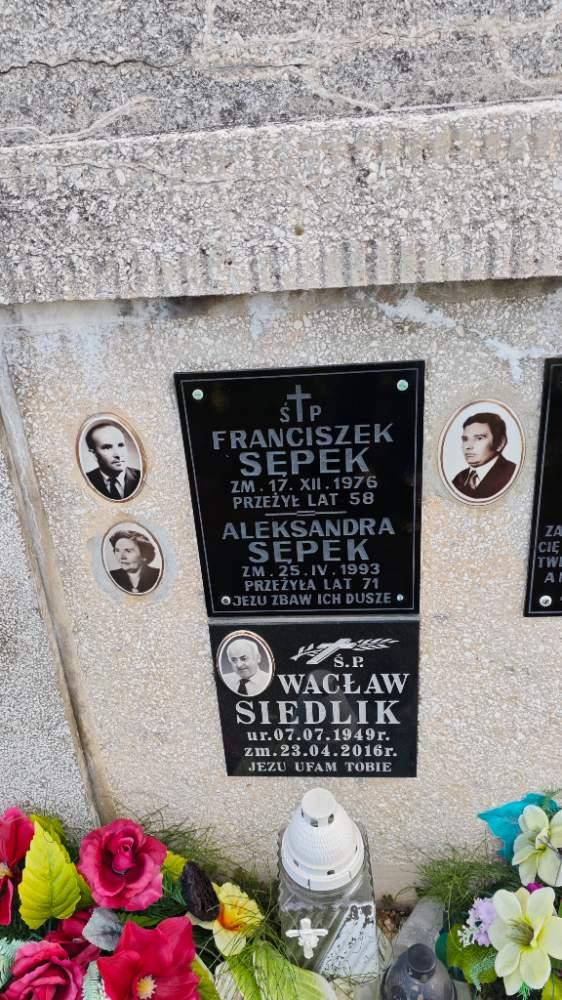 Ś P
FRANCISZEK
SĘPEK
ZM. 17. XII. 1976
PRZEŻYŁ LAT 58
ALEKSANDRA
SĘPEK
ZM. 25. IV. 1993
PRZEŻYŁA LAT 71
JEZU ZBAW ICH DUSZE
Ś.P.
WACŁAW
SIEDLIK
ur.07.07.1949r.
zm.23.04.2016r.
JEZU UFAM TOBIE